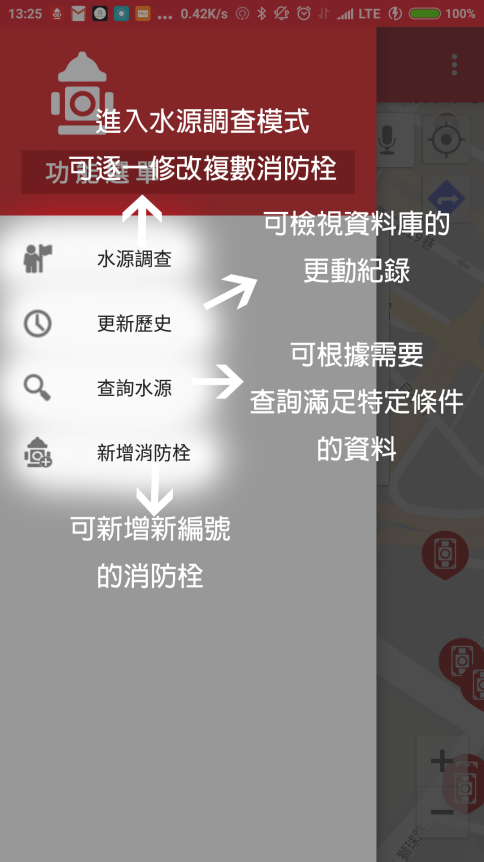 13:25 ... 0.42K/s LTE 100%
進入水源調查模式
可逐一修改複數消防栓
功能選單
水源調查
可檢視資料庫的
更動紀錄
更新歷史
可根據需要
查詢水源
查詢滿足特定條件
的資料
新增消防栓
可新增新編號
的消防栓
+
−